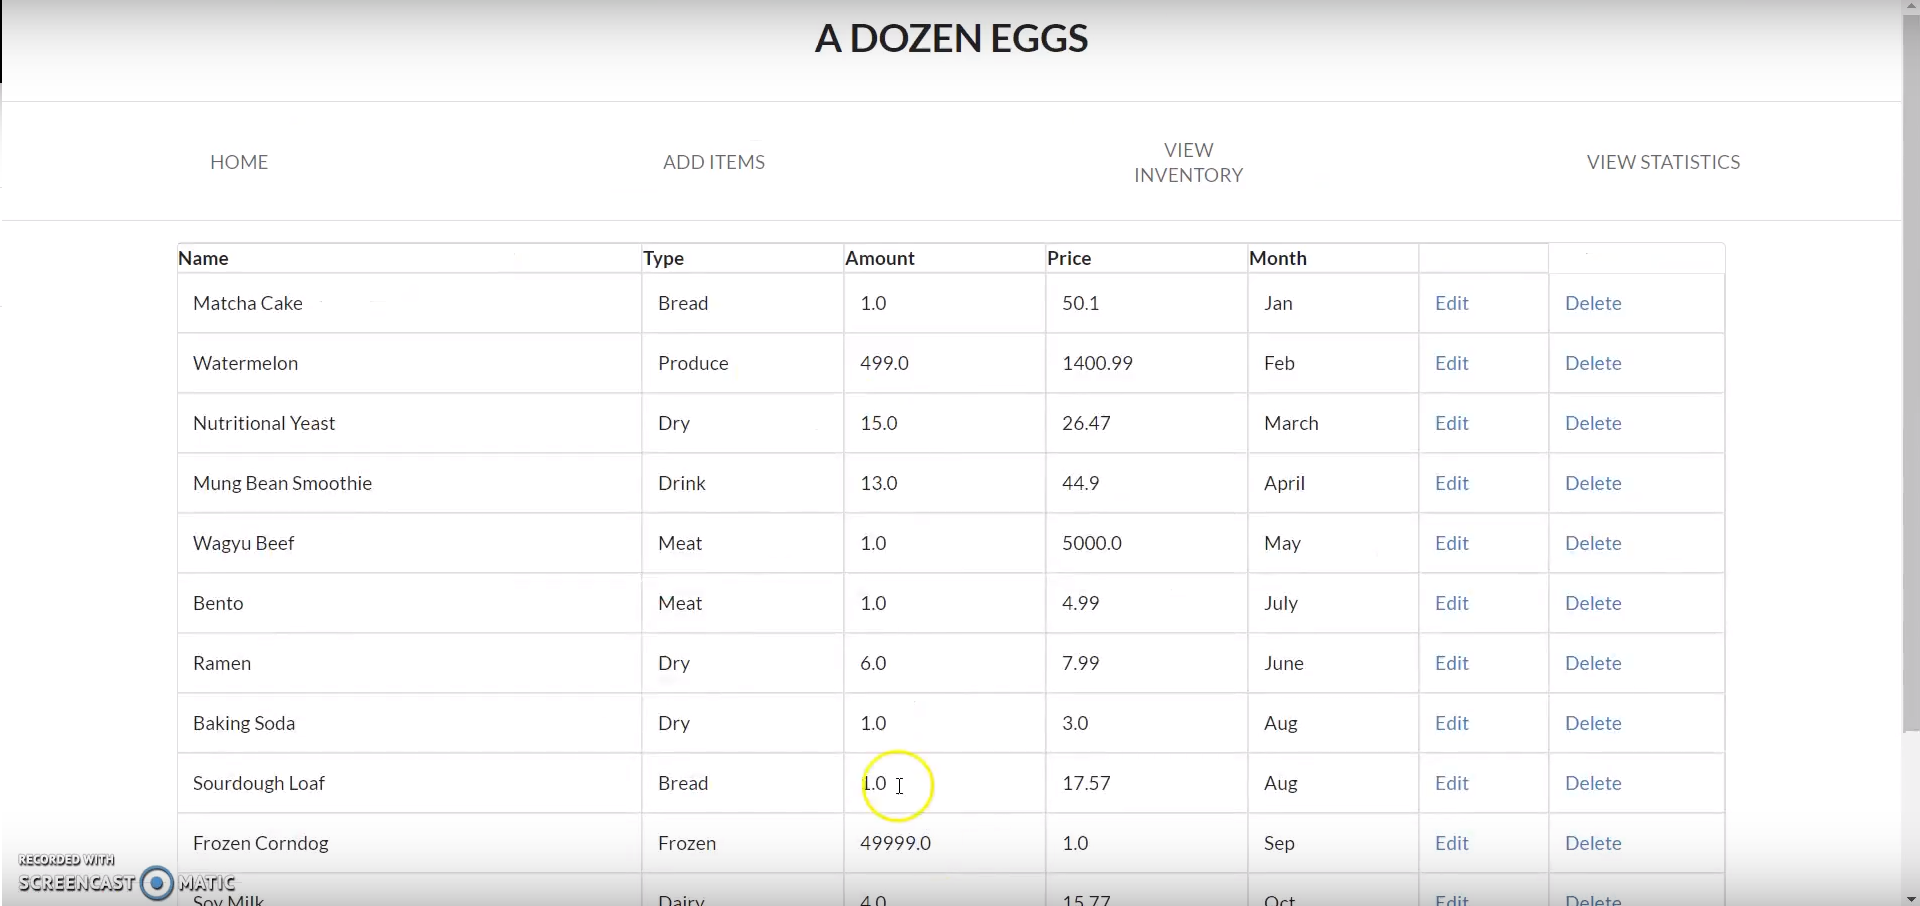 A DOZEN EGGS
HOME ADD ITEMS VIEW INVENTORY VIEW STATISTICS
Name Type Amount Price Month
Matcha Cake Bread 1.0 50.1 Jan Edit Delete
Watermelon Produce 499.0 1400.99 Feb Edit Delete
Nutritional Yeast Dry 15.0 26.47 March Edit Delete
Mung Bean Smoothie Drink 13.0 44.9 April Edit Delete
Wagyu Beef Meat 1.0 5000.0 May Edit Delete
Bento Meat 1.0 4.99 July Edit Delete
Ramen Dry 6.0 7.99 June Edit Delete
Baking Soda Dry 1.0 3.0 Aug Edit Delete
Sourdough Loaf Bread 1.0 17.57 Aug Edit Delete
Frozen Corndog Frozen 49999.0 1.0 Sep Edit Delete
Soy Milk Dairy 4.0 15.77 Oct Edit Delete
RECORDED WITH
SCREENCAST MATIC